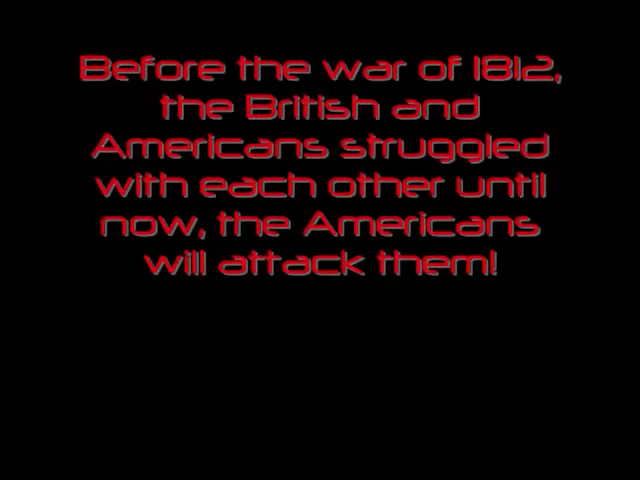 Before the war of 1812,
the British and
Americans struggled
with each other until
now, the Americans
will attack them!